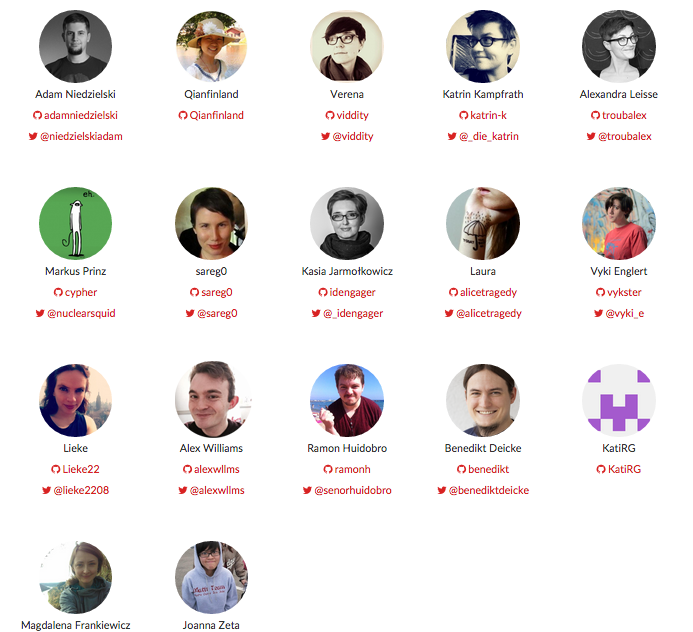 Adam Niedzielski
adamniedzielski
@niedzielskiadam
Qianfinland
Qianfinland
Verena
viddity
@viddity
Katrin Kampfrath
katrin-k
@_die_katrin
Alexandra Leisse
troubalex
@troubalex
eh.
Markus Prinz
cypher
@nuclearsquid
sareg0
sareg0
@sareg0
Kasia Jarmołkowicz
idengager
@_idengager
Laura
alicetragedy
@alicetragedy
Vyki Englert
vykster
@vyki_e
Lieke
Lieke22
@lieke2208
Alex Williams
alexwllms
@alexwllms
Ramon Huidobro
ramonh
@senorhuidobro
Benedikt Deicke
benedikt
@benediktdeicke
KatiRG
KatiRG
Magdalena Frankiewicz
Joanna Zeta